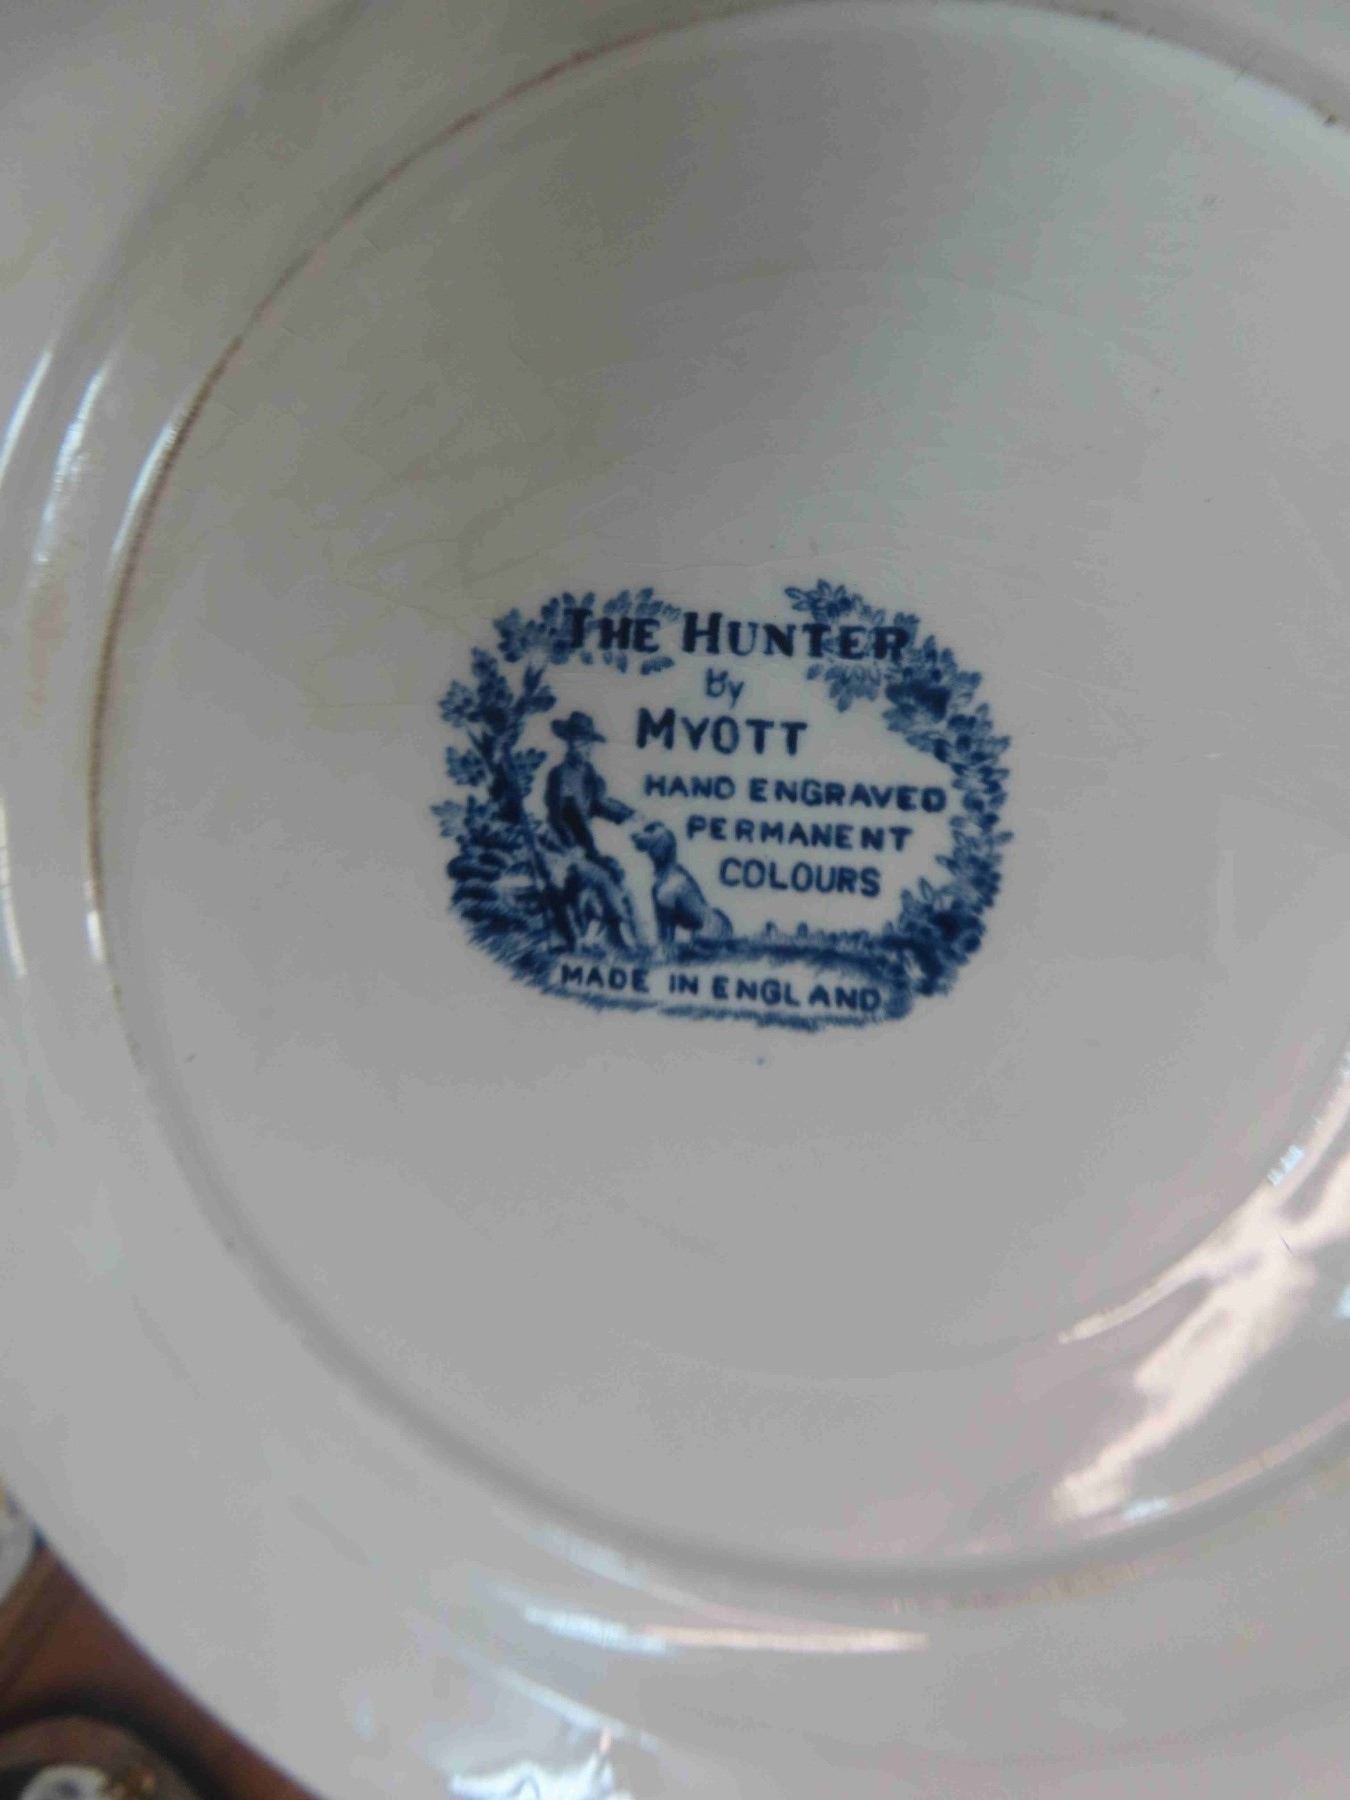 THE HUNTER
by
MYOTT
HAND ENGRAVED
PERMANENT
COLOURS
MADE IN ENGLAND